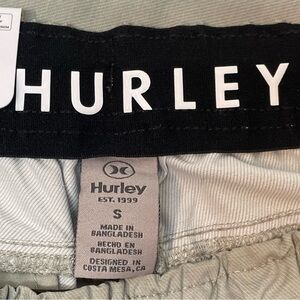 HURLEY
Hurley
EST. 1999
S
MADE IN
BANGLADESH
HECHO EN
BANGLADESH
DESIGNED IN
COSTA MESA, CA